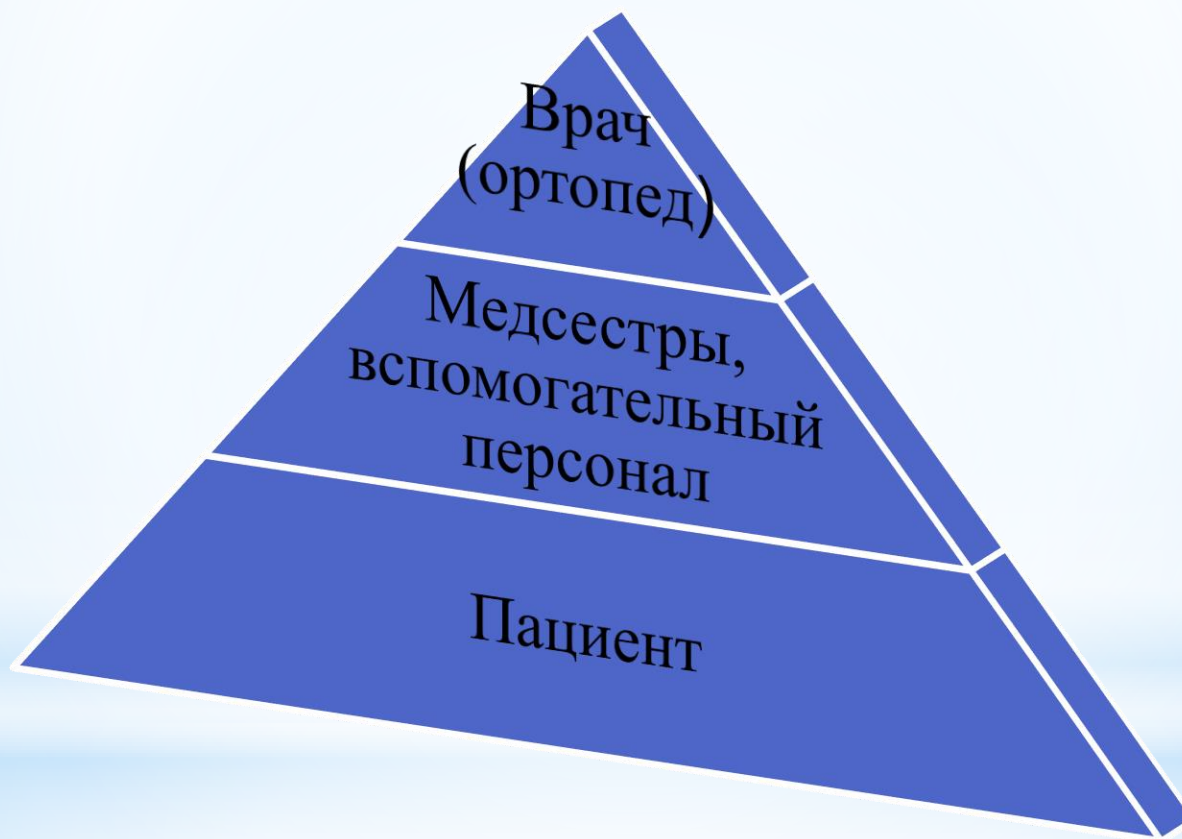 Врач
(ортопед)
Медсестры,
вспомогательный
персонал
Пациент